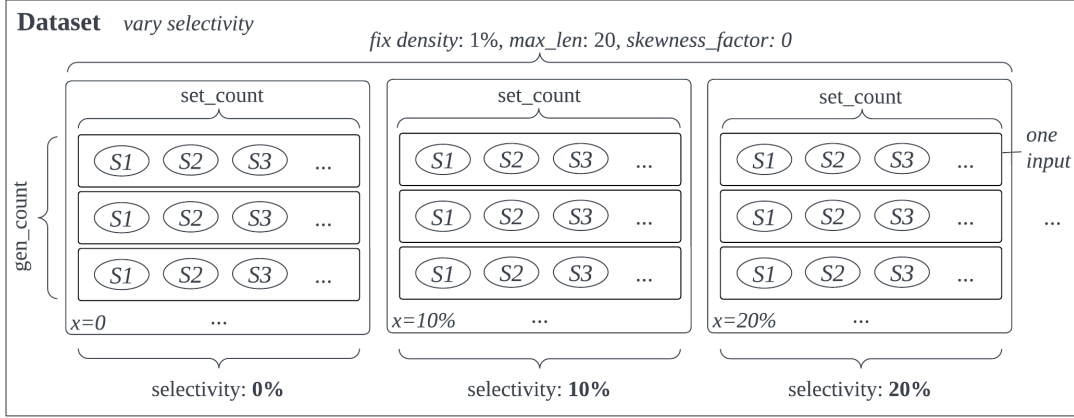 Dataset vary selectivity
fix density: 1%, max_len: 20, skewness_factor: 0
set_count set_count set_count
gen_count
S1 S2 S3 ... S1 S2 S3 ... S1 S2 S3 ...
one
input
S1 S2 S3 ... S1 S2 S3 ... S1 S2 S3 ... ...
S1 S2 S3 ... S1 S2 S3 ... S1 S2 S3 ...
x=0 ... x=10% ... x=20% ...
selectivity: 0% selectivity: 10% selectivity: 20%